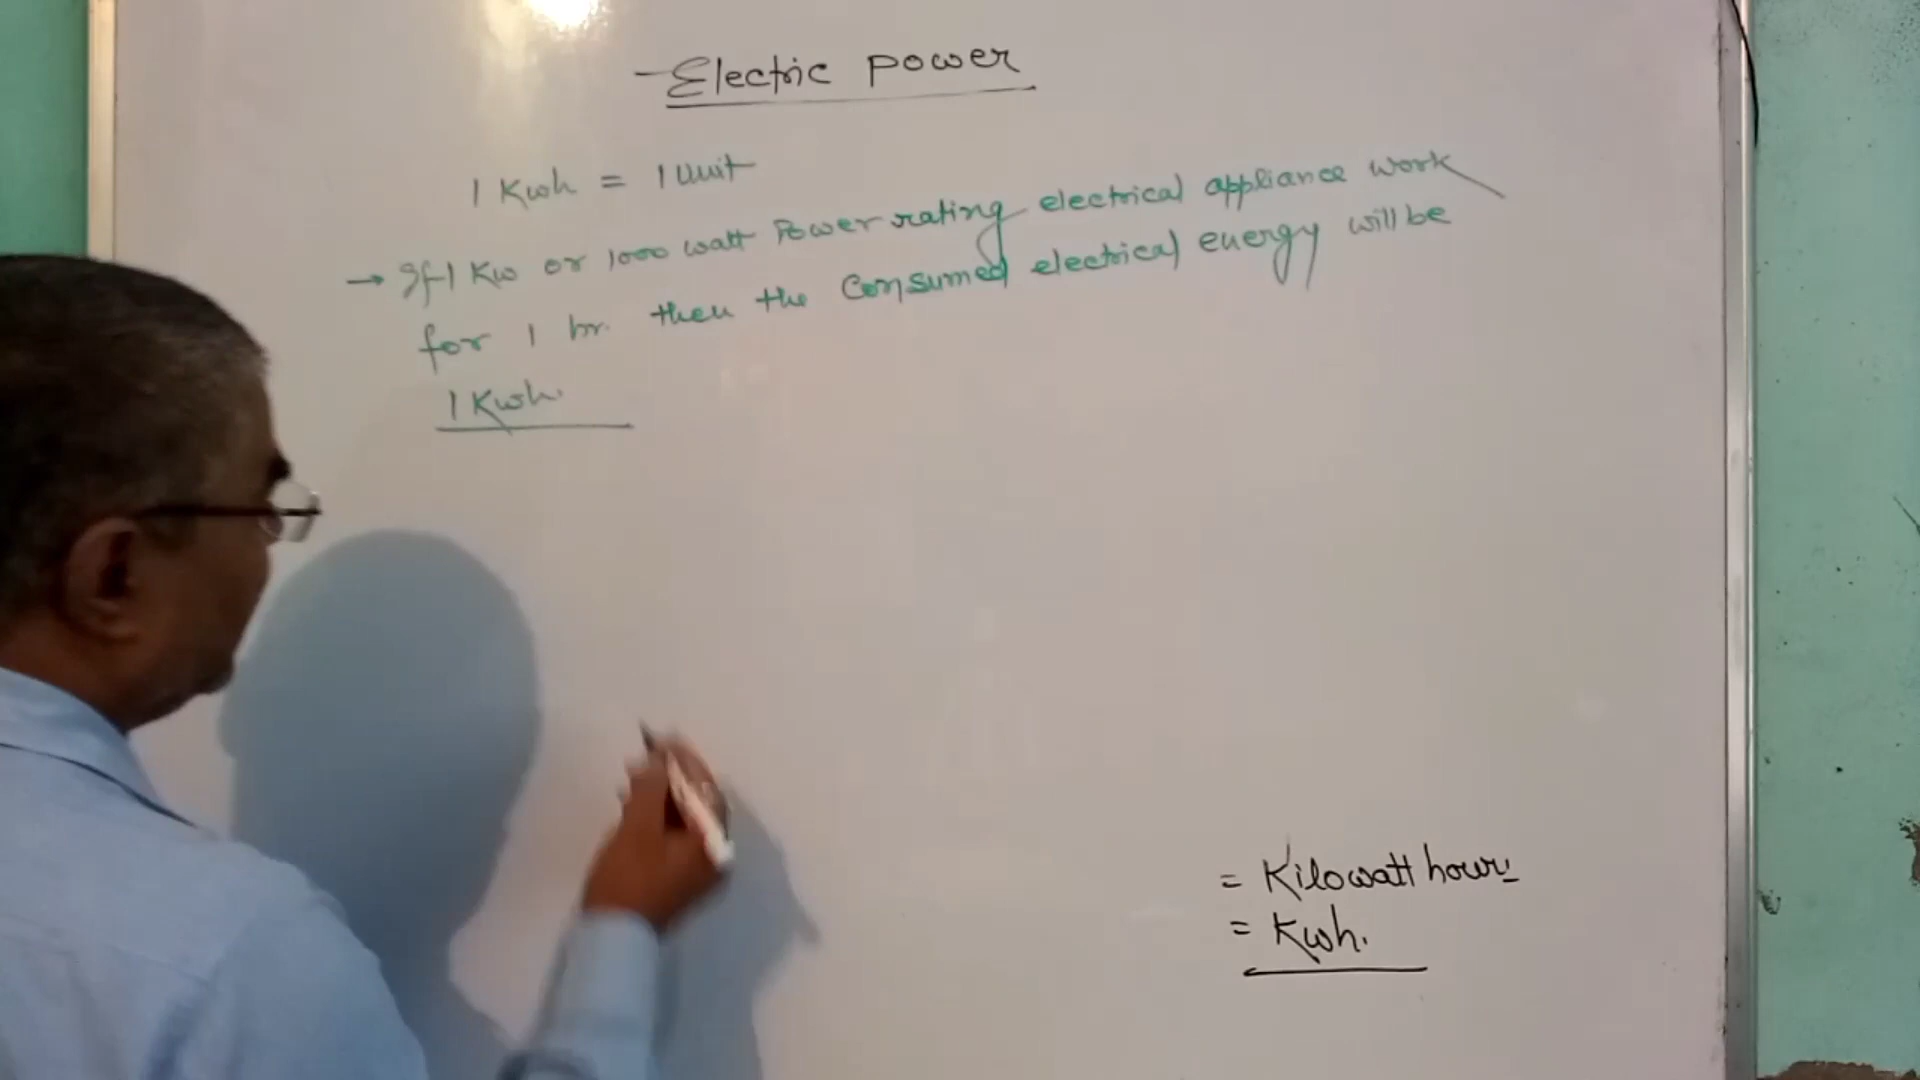 Electric power
1 Kwh = 1 Unit
→ If 1 Kw or 1000 watt Power rating electrical appliance work
for 1 hr. then the Consumed electrical energy will be
1 Kwh.
= Kilowatt hour
= Kwh.